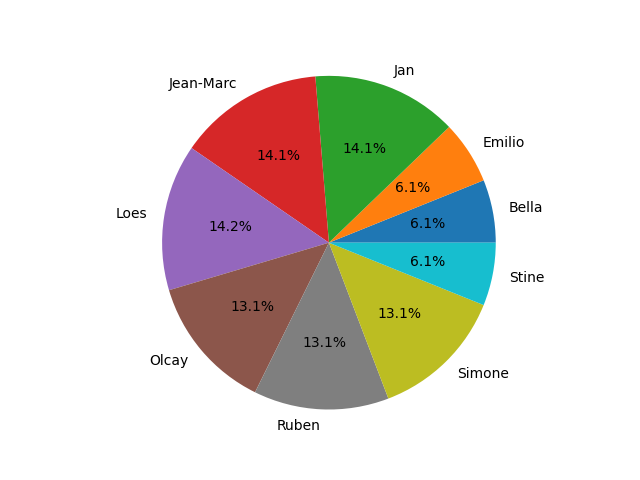 Jan
Jean-Marc
Emilio
14.1%
14.1%
6.1%
Bella
Loes
14.2%
6.1%
6.1%
Stine
13.1%
13.1%
13.1%
Olcay
Simone
Ruben